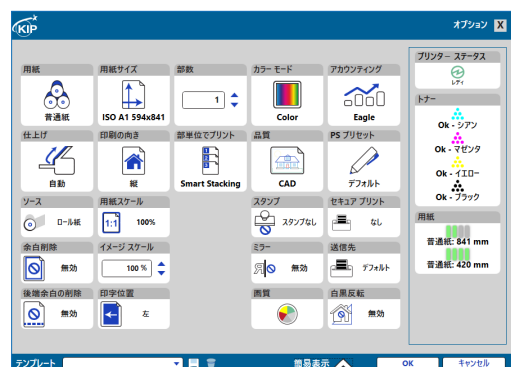 KIP
オプション X
用紙
普通紙
用紙サイズ
ISO A1 594x841
部数
1
カラー モード
Color
アカウンティング
Eagle
仕上げ
自動
印刷の向き
縦
部単位でプリント
1
2
3
Smart Stacking
品質
CAD
PS プリセット
デフォルト
ソース
ロール紙
用紙スケール
1:1
100%
スタンプ
スタンプなし
セキュア プリント
なし
余白削除
無効
イメージ スケール
100 %
ミラー
無効
送信先
デフォルト
後端余白の削除
無効
印字位置
左
画質
白黒反転
無効
プリンター ステータス
レディ
トナー
Ok - シアン
Ok - マゼンタ
Ok - イエロー
Ok - ブラック
用紙
普通紙: 841 mm
普通紙: 420 mm
テンプレート
簡易表示
OK
キャンセル